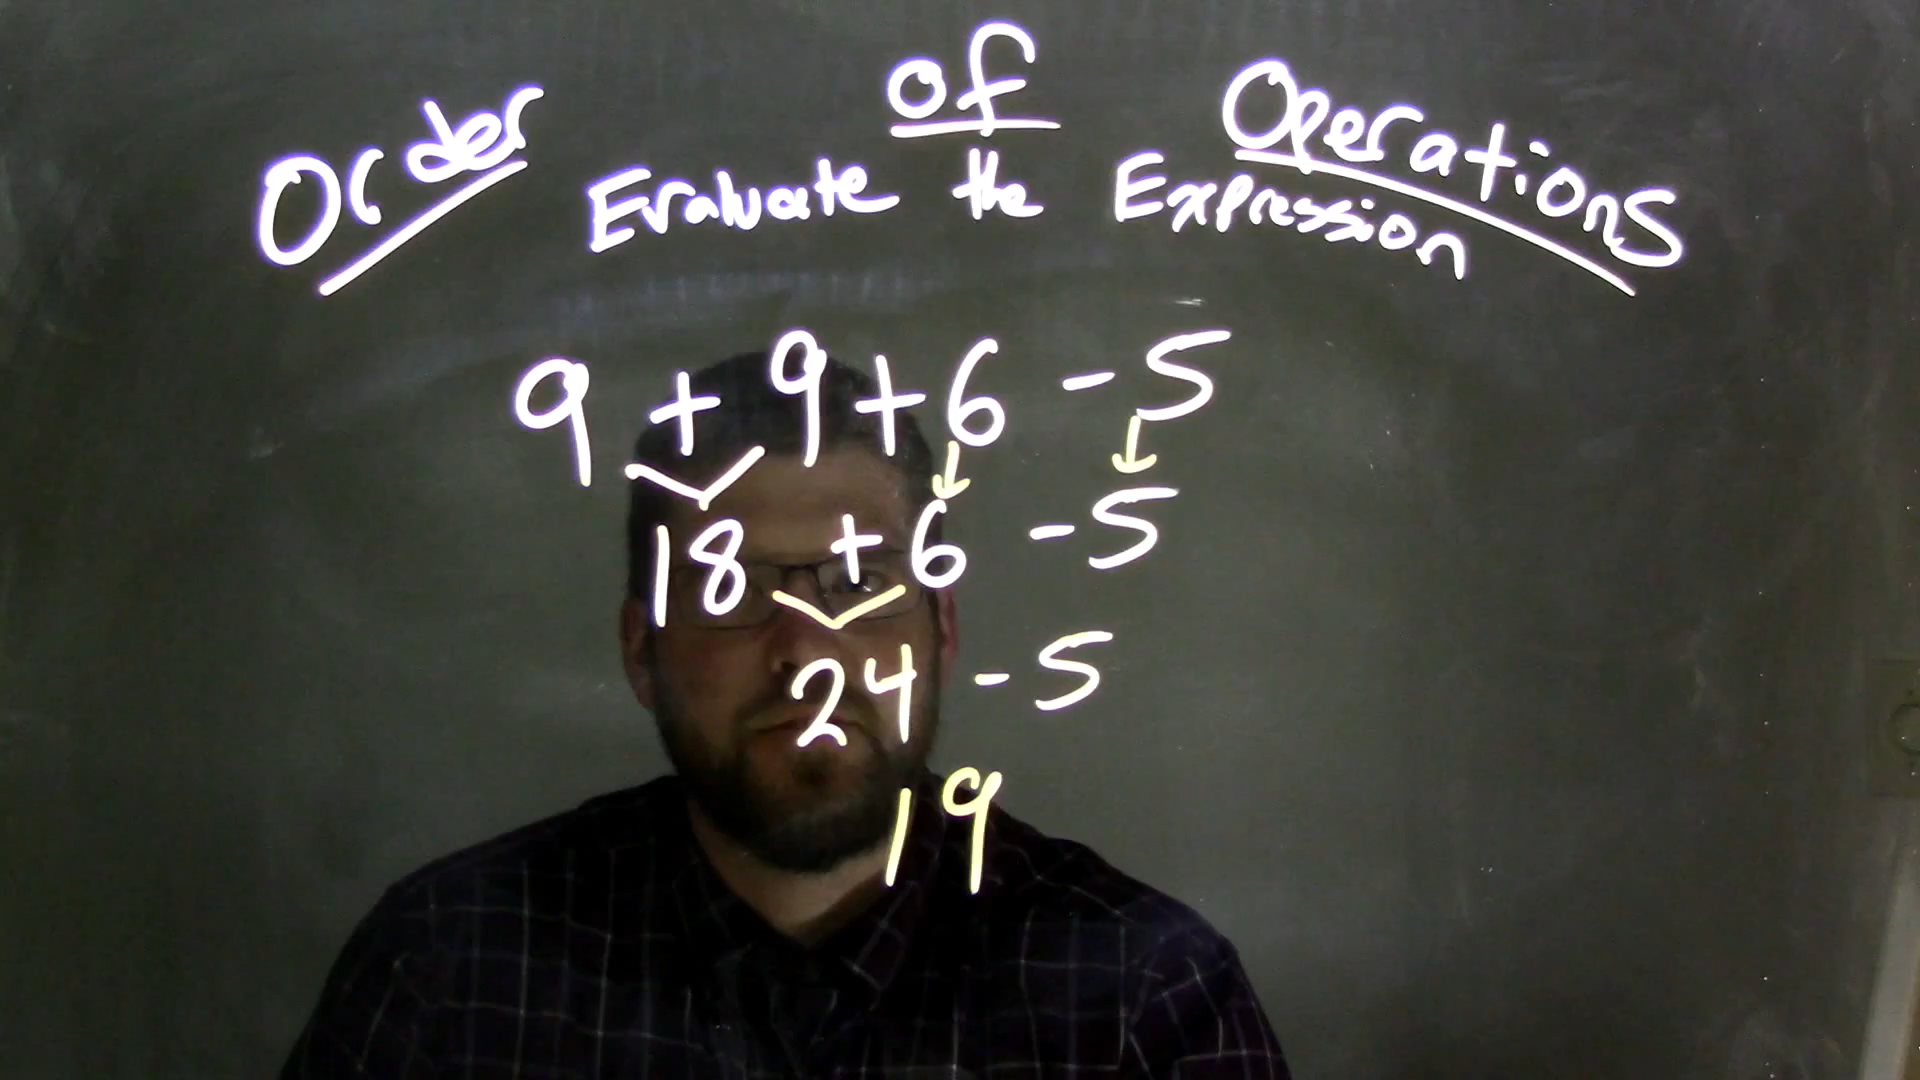 Order of Operations
Evaluate the Expression
9 + 9 + 6 - 5
18 + 6 - 5
24 - 5
19